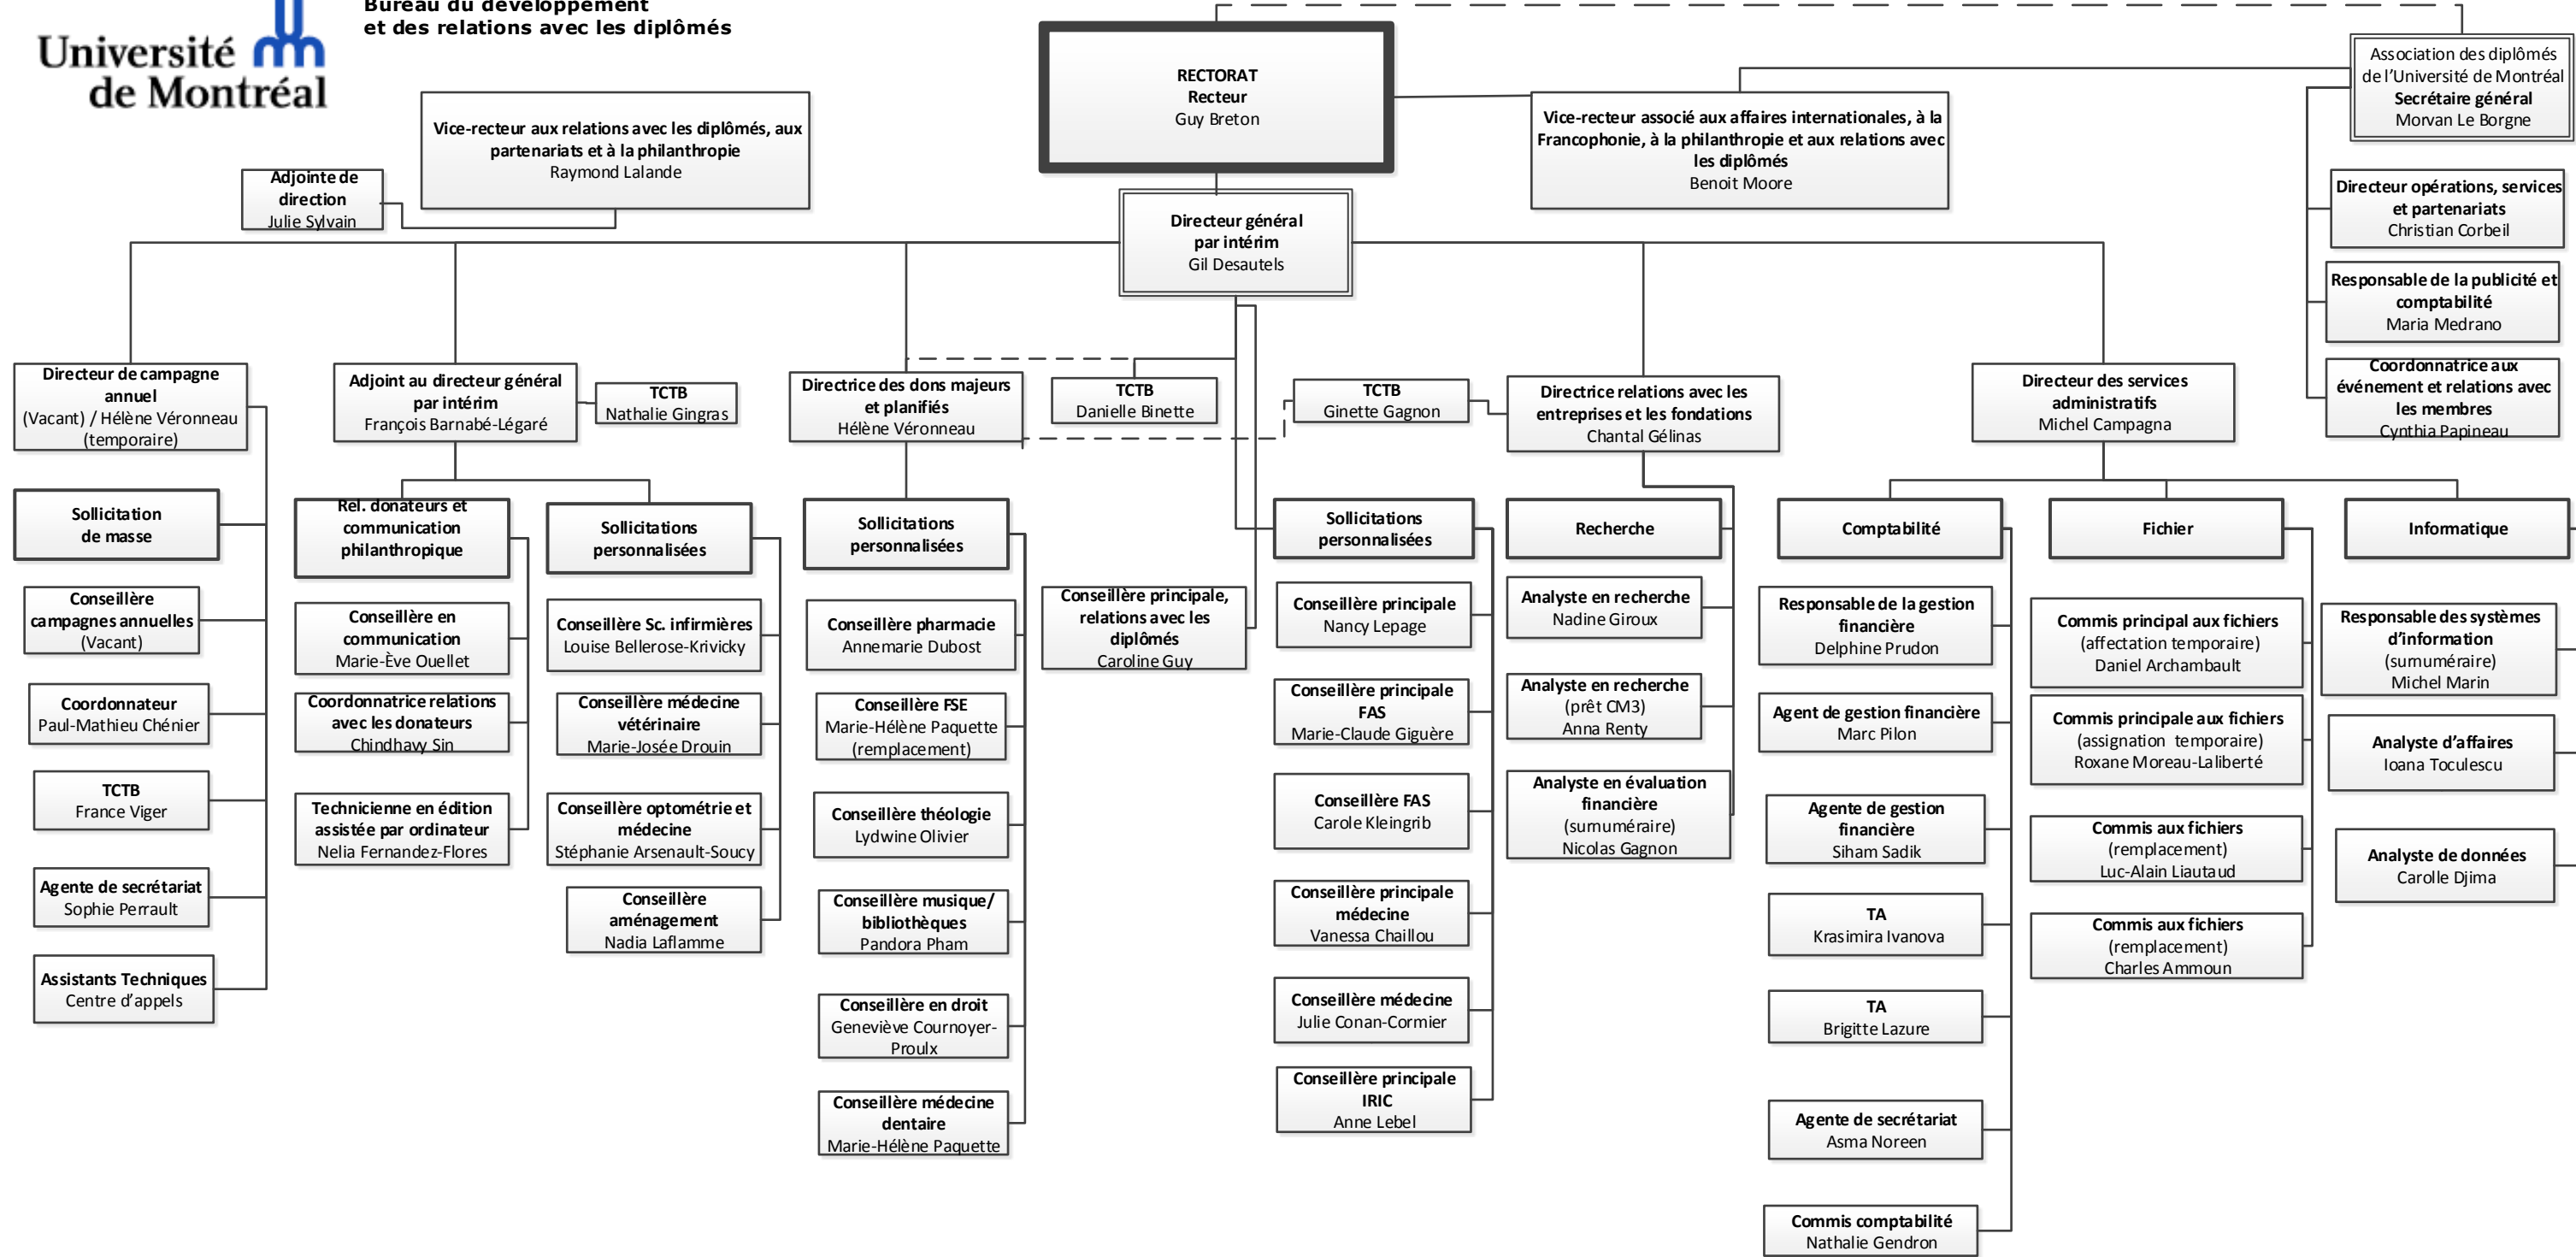 Bureau du développement
et des relations avec les diplômés
Université
de Montréal
RECTORAT
Recteur
Guy Breton
Association des diplômés
de l'Université de Montréal
Secrétaire général
Morvan Le Borgne
Vice-recteur aux relations avec les diplômés, aux
partenariats et à la philanthropie
Raymond Lalande
Vice-recteur associé aux affaires internationales, à la
Francophonie, à la philanthropie et aux relations avec
les diplômés
Benoit Moore
Adjointe de
direction
Julie Sylvain
Directeur général
par intérim
Gil Desautels
Directeur opérations, services
et partenariats
Christian Corbeil
Responsable de la publicité et
comptabilité
Maria Medrano
Coordonnatrice aux
événement et relations avec
les membres
Cynthia Papineau
Directeur de campagne
annuel
(Vacant) / Hélène Véronneau
(temporaire)
Adjoint au directeur général
par intérim
François Barnabé-Légaré
TCTB
Nathalie Gingras
Directrice des dons majeurs
et planifiés
Hélène Véronneau
TCTB
Danielle Binette
TCTB
Ginette Gagnon
Directrice relations avec les
entreprises et les fondations
Chantal Gélinas
Directeur des services
administratifs
Michel Campagna
Sollicitation
de masse
Conseillère
campagnes annuelles
(Vacant)
Coordonnateur
Paul-Mathieu Chénier
TCTB
France Viger
Agente de secrétariat
Sophie Perrault
Assistants Techniques
Centre d'appels
Rel. donateurs et
communication
philanthropique
Conseillère en
communication
Marie-Ève Ouellet
Coordonnatrice relations
avec les donateurs
Chindhavy Sin
Technicienne en édition
assistée par ordinateur
Nelia Fernandez-Flores
Sollicitations
personnalisées
Conseillère Sc. infirmières
Louise Bellerose-Krivicky
Conseillère médecine
vétérinaire
Marie-Josée Drouin
Conseillère optométrie et
médecine
Stéphanie Arsenault-Soucy
Conseillère
aménagement
Nadia Laflamme
Sollicitations
personnalisées
Conseillère pharmacie
Annemarie Dubost
Conseillère FSE
Marie-Hélène Paquette
(remplacement)
Conseillère théologie
Lydwine Olivier
Conseillère musique/
bibliothèques
Pandora Pham
Conseillère en droit
Geneviève Cournoyer-
Proulx
Conseillère médecine
dentaire
Marie-Hélène Paquette
Conseillère principale,
relations avec les
diplômés
Caroline Guy
Sollicitations
personnalisées
Conseillère principale
Nancy Lepage
Conseillère principale
FAS
Marie-Claude Giguère
Conseillère FAS
Carole Kleingrib
Conseillère principale
médecine
Vanessa Chaillou
Conseillère médecine
Julie Conan-Cormier
Conseillère principale
IRIC
Anne Lebel
Recherche
Analyste en recherche
Nadine Giroux
Analyste en recherche
(prêt CM3)
Anna Renty
Analyste en évaluation
financière
(surnuméraire)
Nicolas Gagnon
Comptabilité
Responsable de la gestion
financière
Delphine Prudon
Agent de gestion financière
Marc Pilon
Agente de gestion
financière
Siham Sadik
TA
Krasimira Ivanova
TA
Brigitte Lazure
Agente de secrétariat
Asma Noreen
Commis comptabilité
Nathalie Gendron
Fichier
Commis principal aux fichiers
(affectation temporaire)
Daniel Archambault
Commis principale aux fichiers
(assignation temporaire)
Roxane Moreau-Laliberté
Commis aux fichiers
(remplacement)
Luc-Alain Liautaud
Commis aux fichiers
(remplacement)
Charles Ammoun
Informatique
Responsable des systèmes
d'information
(surnuméraire)
Michel Marin
Analyste d'affaires
Ioana Toculescu
Analyste de données
Carolle Djima